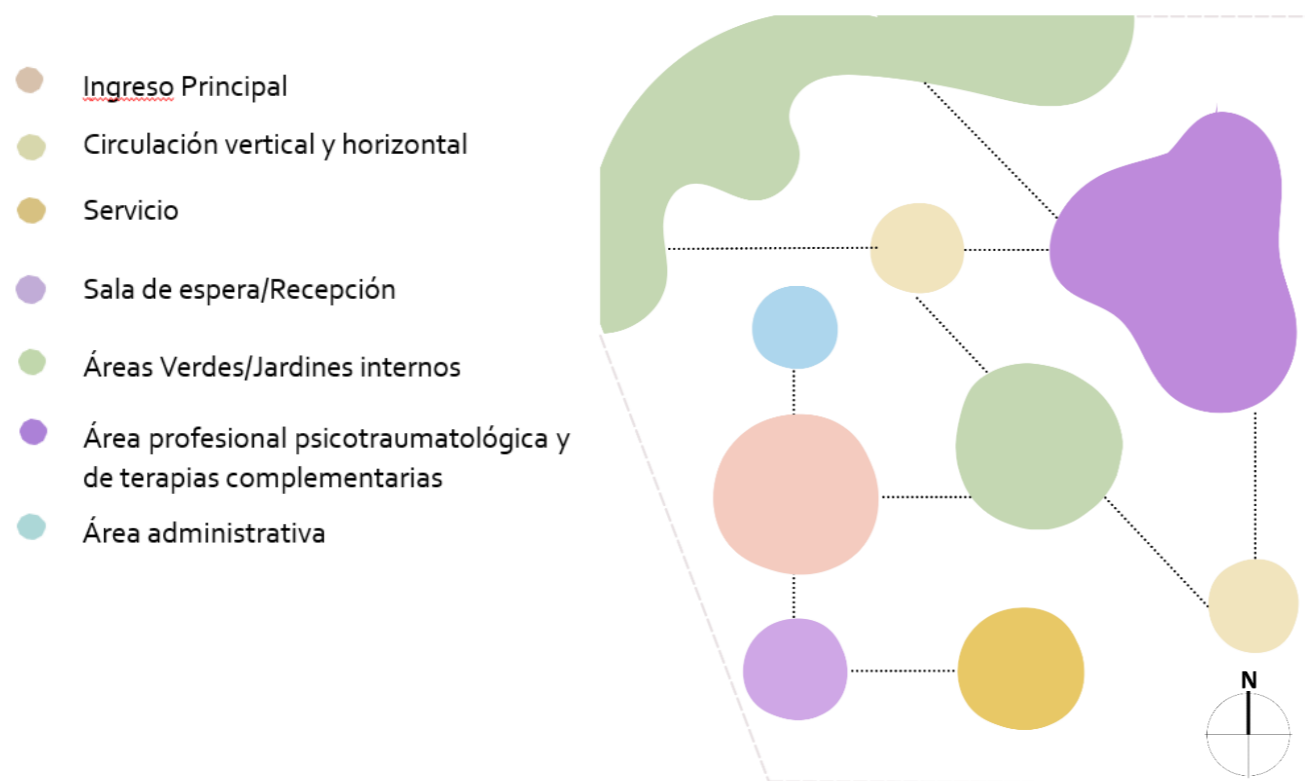 Ingreso Principal
Circulación vertical y horizontal
Servicio
Sala de espera/Recepción
Áreas Verdes/Jardines internos
Área profesional psicotraumatológica y
de terapias complementarias
Área administrativa
N